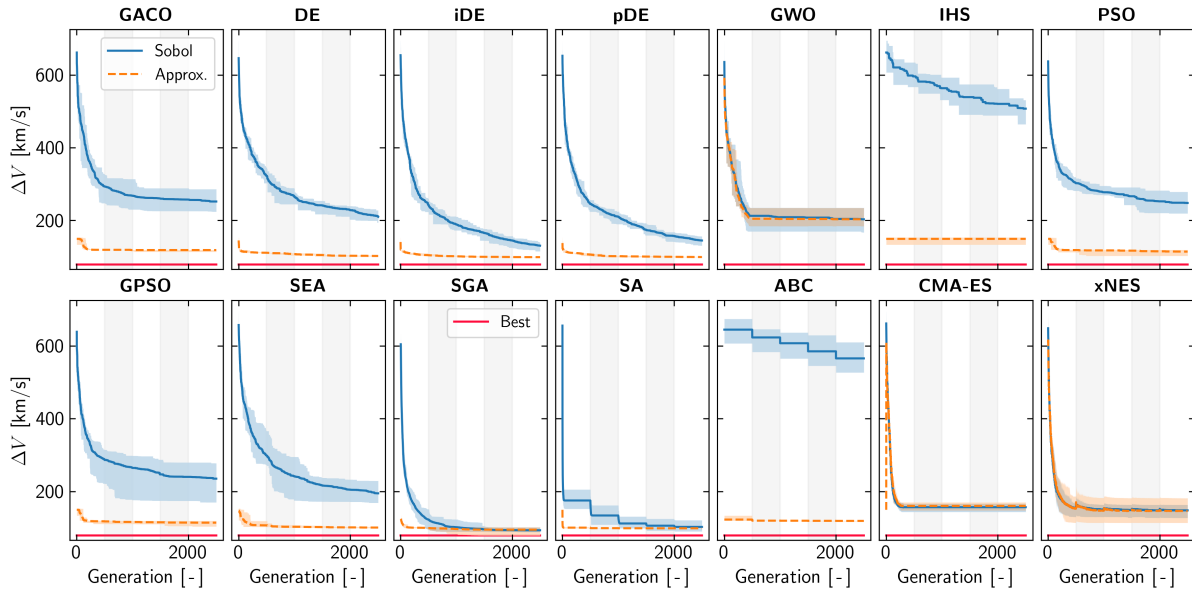 GACO DE iDE pDE GWO IHS PSO
Sobol
Approx.
600
400
200
ΔV [km/s]
GPSO SEA SGA SA ABC CMA-ES xNES
Best
600
400
200
ΔV [km/s]
0 2000 0 2000 0 2000 0 2000 0 2000 0 2000 0 2000
Generation [-] Generation [-] Generation [-] Generation [-] Generation [-] Generation [-] Generation [-]